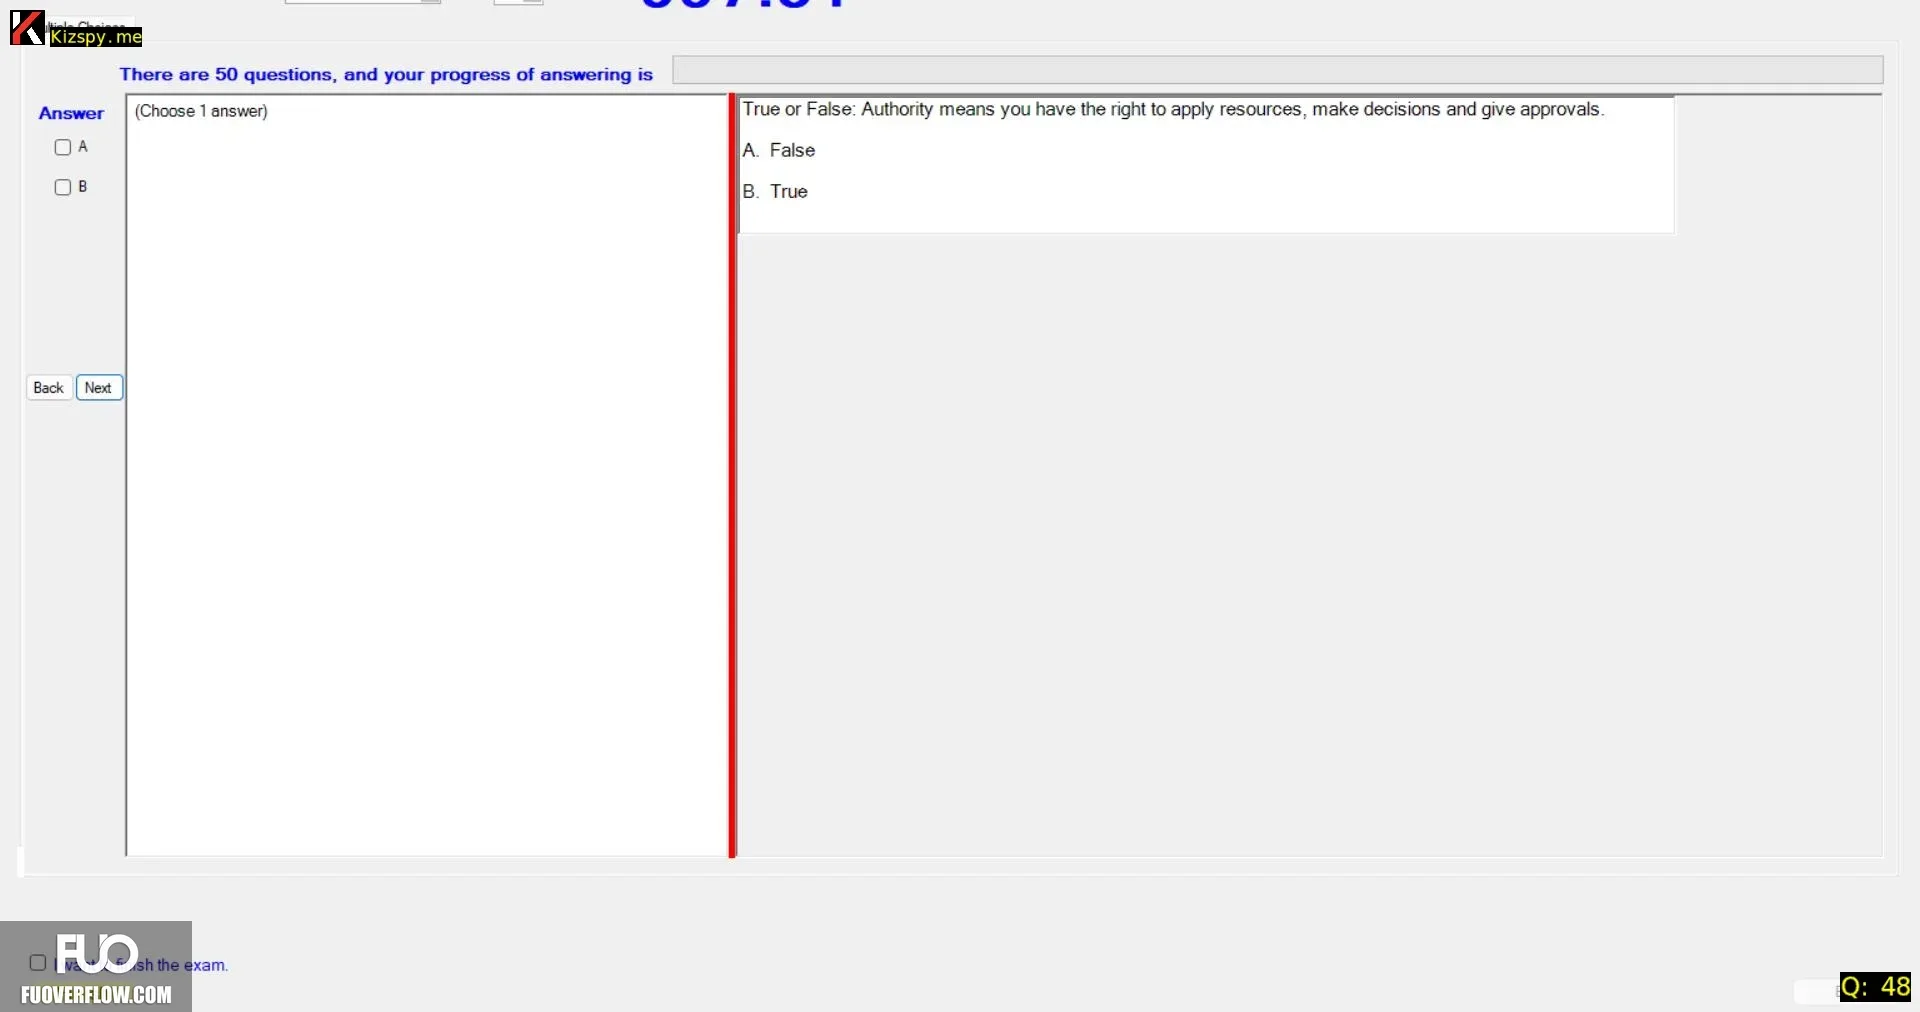 Kizspy.me
There are 50 questions, and your progress of answering is
Answer
(Choose 1 answer)
A
B
Back
Next
True or False: Authority means you have the right to apply resources, make decisions and give approvals.
A. False
B. True
the exam.
FUO
FUOVERFLOW.COM
Q: 48